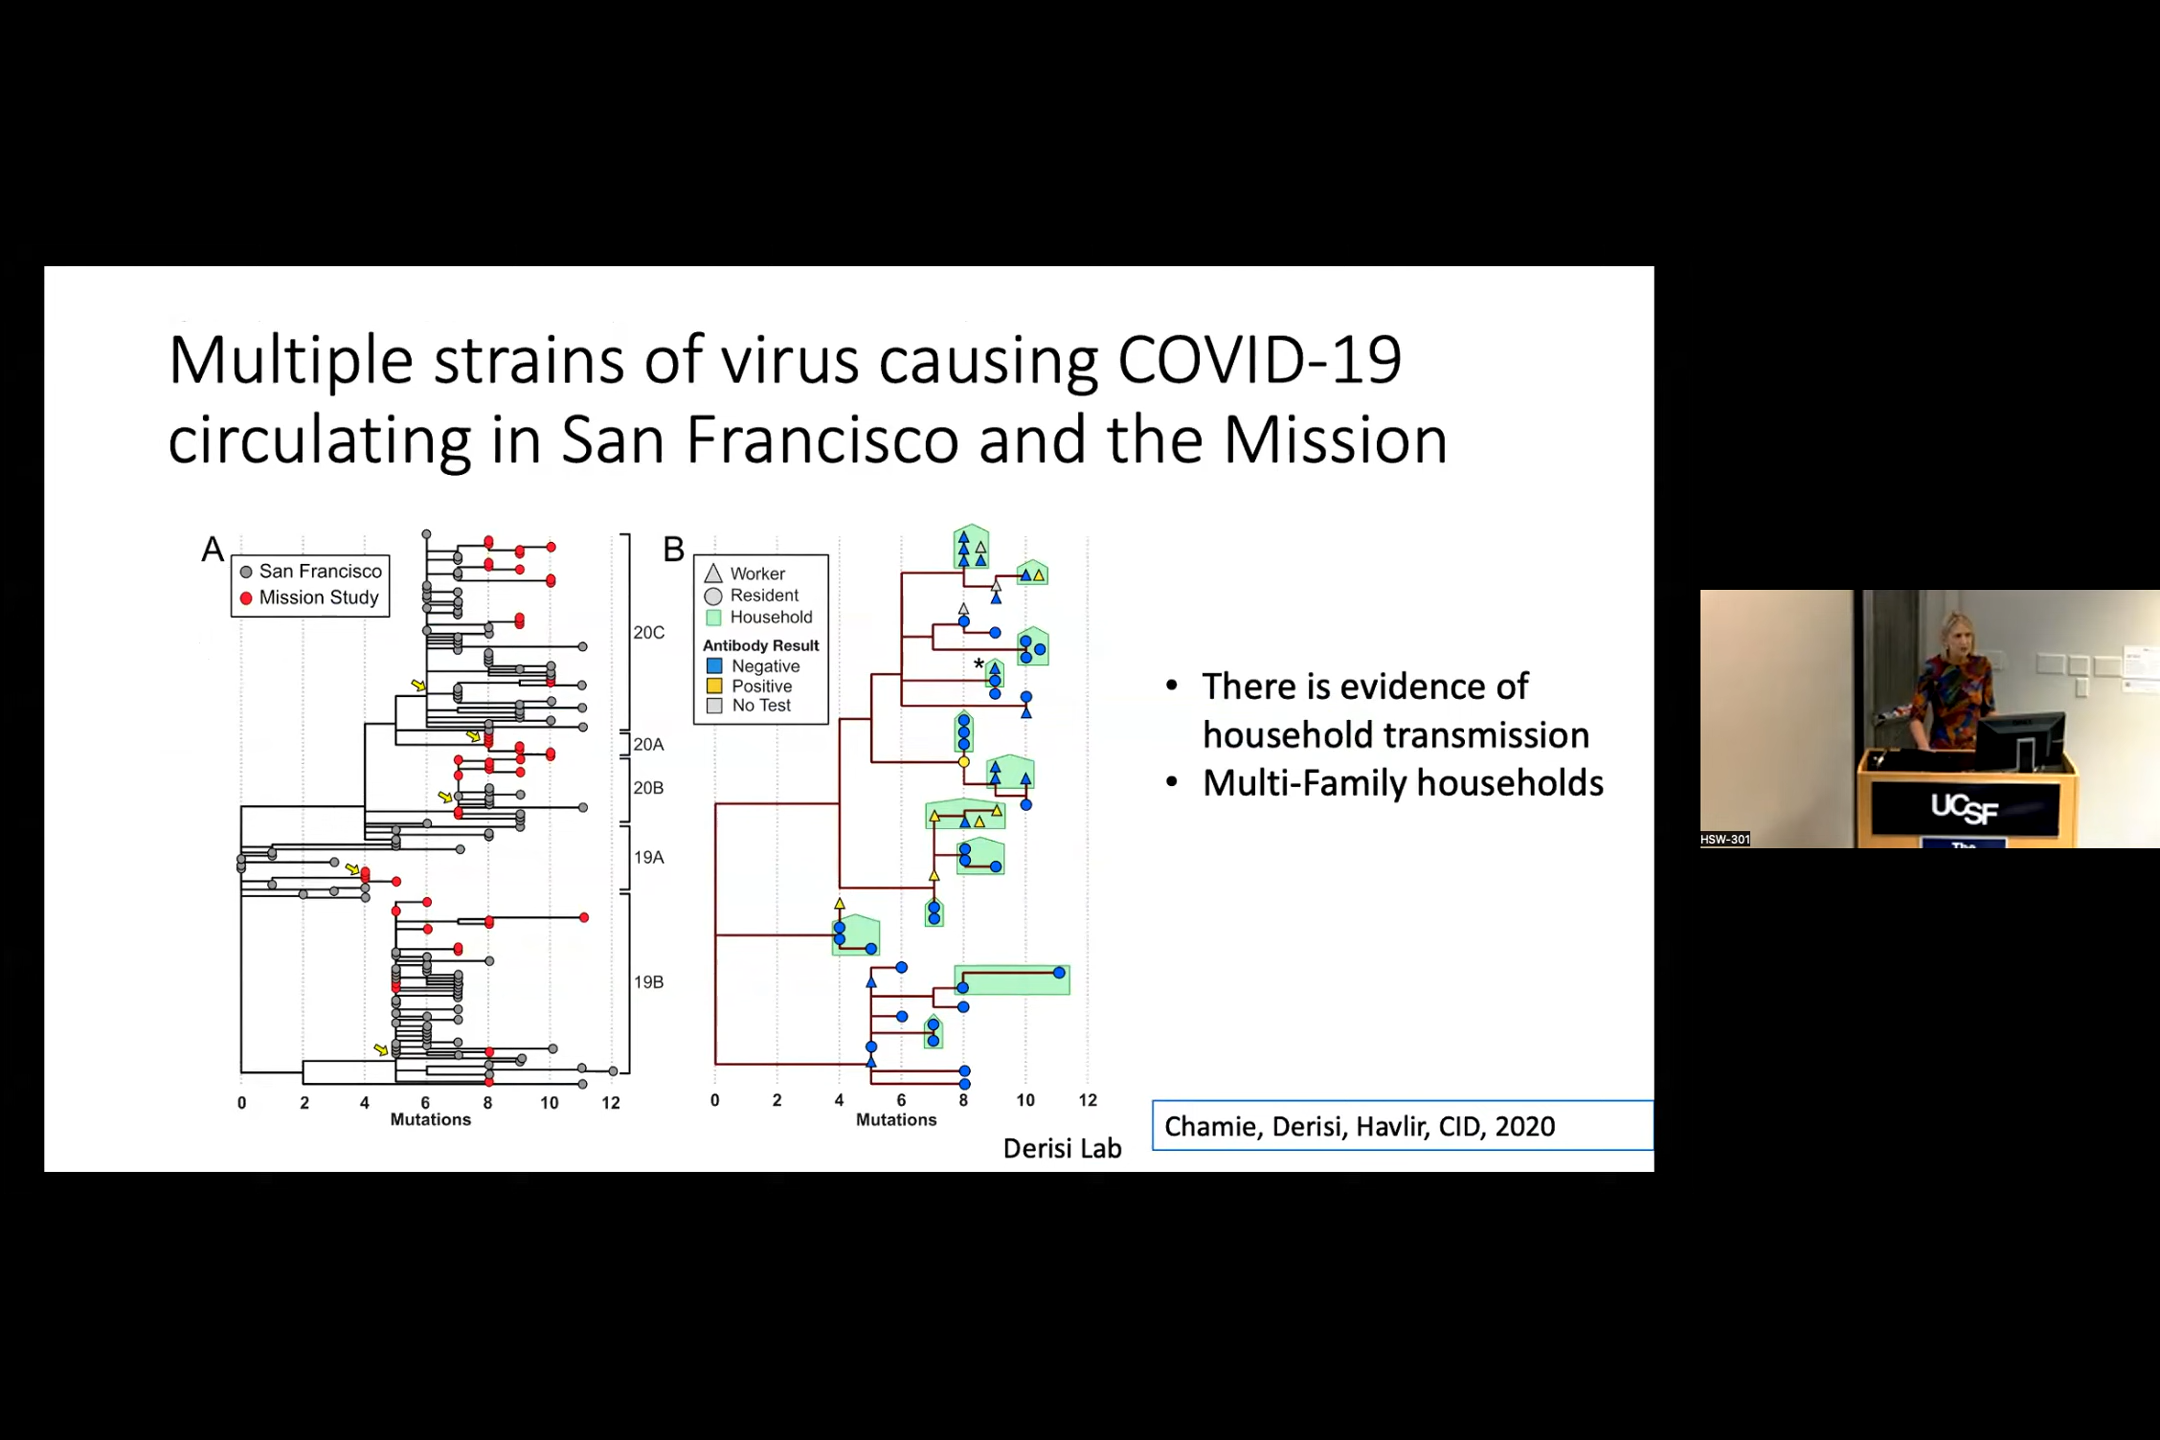 Multiple strains of virus causing COVID-19
circulating in San Francisco and the Mission
A
San Francisco
Mission Study
20C
20A
20B
19A
19B
0 2 4 6 8 10 12
Mutations
B
Worker
Resident
Household
Antibody Result
Negative
Positive
No Test
*
0 2 4 6 8 10 12
Mutations
Derisi Lab
• There is evidence of
household transmission
• Multi-Family households
Chamie, Derisi, Havlir, CID, 2020
UCSF
The
HSW-301